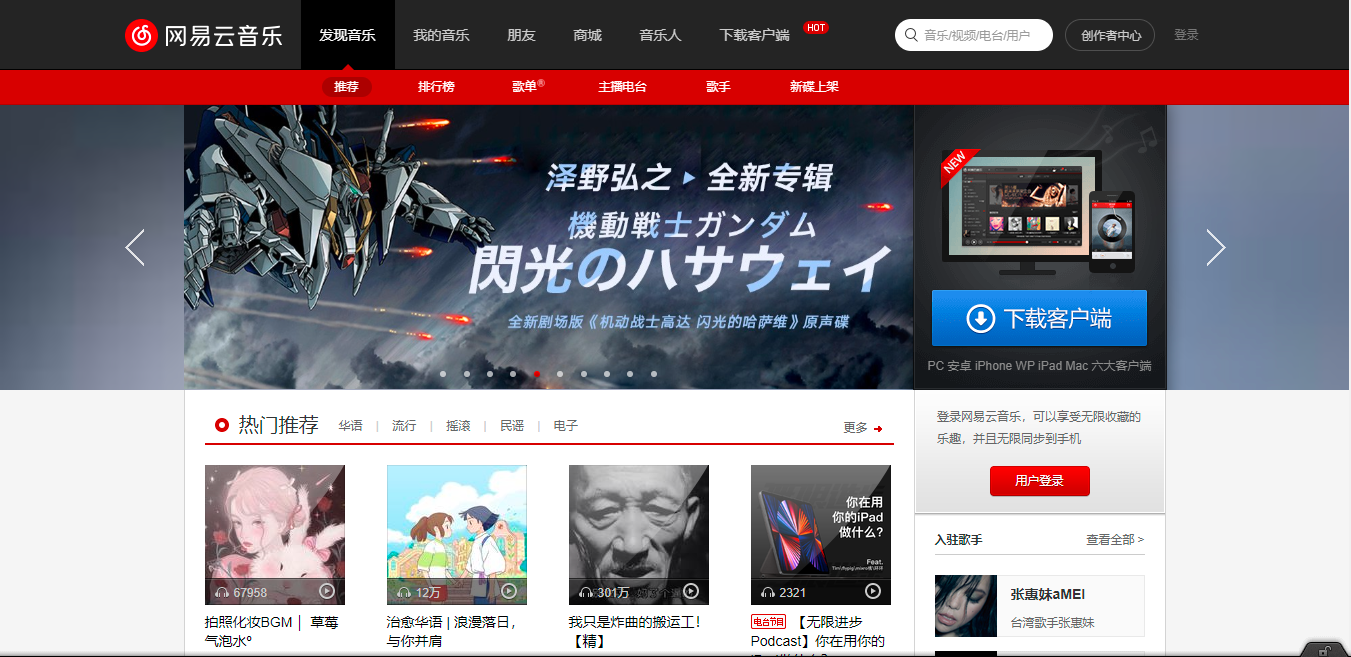 网易云音乐
发现音乐
我的音乐
朋友
商城
音乐人
下载客户端
HOT
音乐/视频/电台/用户
创作者中心
登录
推荐
排行榜
歌单®
主播电台
歌手
新碟上架
泽野弘之▸全新专辑
機動戦士ガンダム
閃光のハサウェイ
全新剧场版《机动战士高达 闪光的哈萨维》原声碟
NEW
下载客户端
PC 安卓 iPhone WP iPad Mac 六大客户端
热门推荐
华语 | 流行 | 摇滚 | 民谣 | 电子
更多
登录网易云音乐，可以享受无限收藏的
乐趣，并且无限同步到手机
用户登录
入驻歌手
查看全部 >
张惠妹aMEI
台湾歌手张惠妹
67958
拍照化妆BGM │ 草莓
气泡水º
12万
治愈华语 | 浪漫落日，
与你并肩
301万
我只是炸曲的搬运工！
【精】
你在用
你的iPad
做什么?
Feat.
2321
电台节目 【无限进步
Podcast】你在用你的